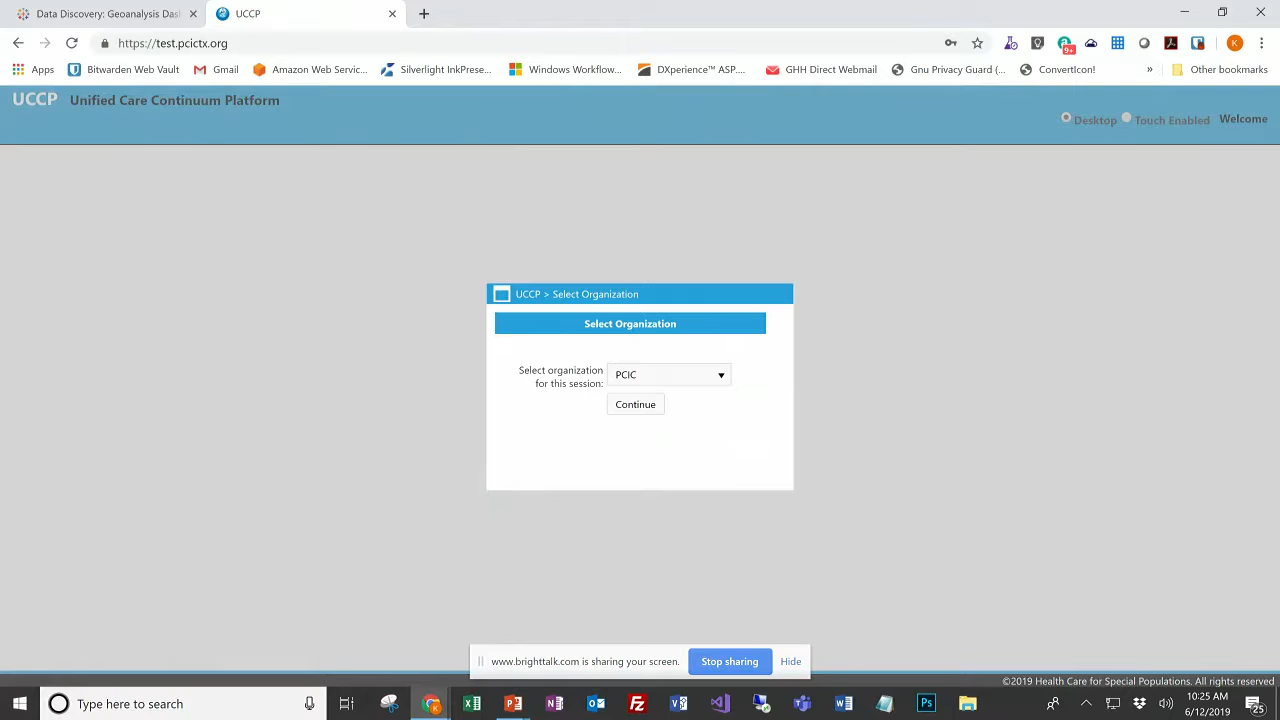 Data Discovery: Geoanalysis Das
UCCP
https://test.pcictx.org
9+
K
Apps
Bitwarden Web Vault
Gmail
Amazon Web Servic...
Silverlight InkPre...
Windows Workflow...
DXperience™ ASP....
GHH Direct Webmail
Gnu Privacy Guard (...
ConvertIcon!
»
Other bookmarks
UCCP Unified Care Continuum Platform
Desktop Touch Enabled Welcome
UCCP > Select Organization
Select Organization
Select organization
for this session:
PCIC
Continue
www.brighttalk.com is sharing your screen. Stop sharing Hide
©2019 Health Care for Special Populations. All rights reserved
Type here to search
10:25 AM
6/12/2019
25